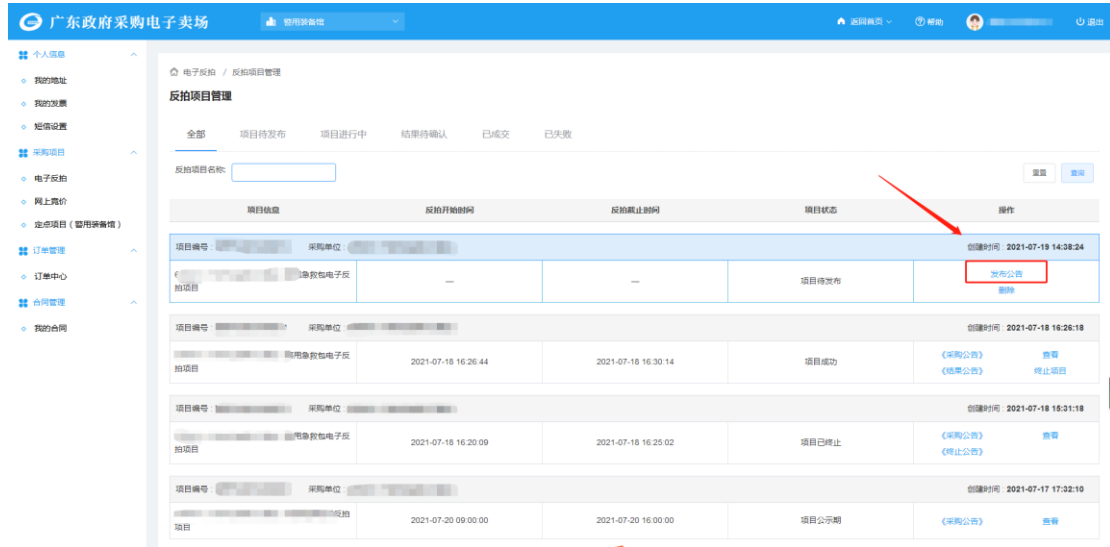 广东政府采购电子卖场
警用装备馆
返回首页
帮助
退出
个人信息
我的地址
我的发票
短信设置
采购项目
电子反拍
网上竞价
定点项目（警用装备馆）
订单管理
订单中心
合同管理
我的合同
电子反拍 / 反拍项目管理
反拍项目管理
全部 项目待发布 项目进行中 结果待确认 已成交 已失败
反拍项目名称:
重置 查询
项目信息 反拍开始时间 反拍截止时间 项目状态 操作
项目编号: 采购单位: 创建时间: 2021-07-19 14:38:24
急救包电子反
拍项目
— — 项目待发布 发布公告
删除
项目编号: 采购单位: 创建时间: 2021-07-18 16:26:18
用急救包电子反
拍项目
2021-07-18 16:26:44 2021-07-18 16:30:14 项目成功 《采购公告》 查看
《结果公告》 终止项目
项目编号: 采购单位: 创建时间: 2021-07-18 15:31:18
用急救包电子反
拍项目
2021-07-18 16:20:09 2021-07-18 16:25:02 项目已终止 《采购公告》 查看
《终止公告》
项目编号: 采购单位: 创建时间: 2021-07-17 17:32:10
反拍
项目
2021-07-20 09:00:00 2021-07-20 16:00:00 项目公示期 《采购公告》 查看